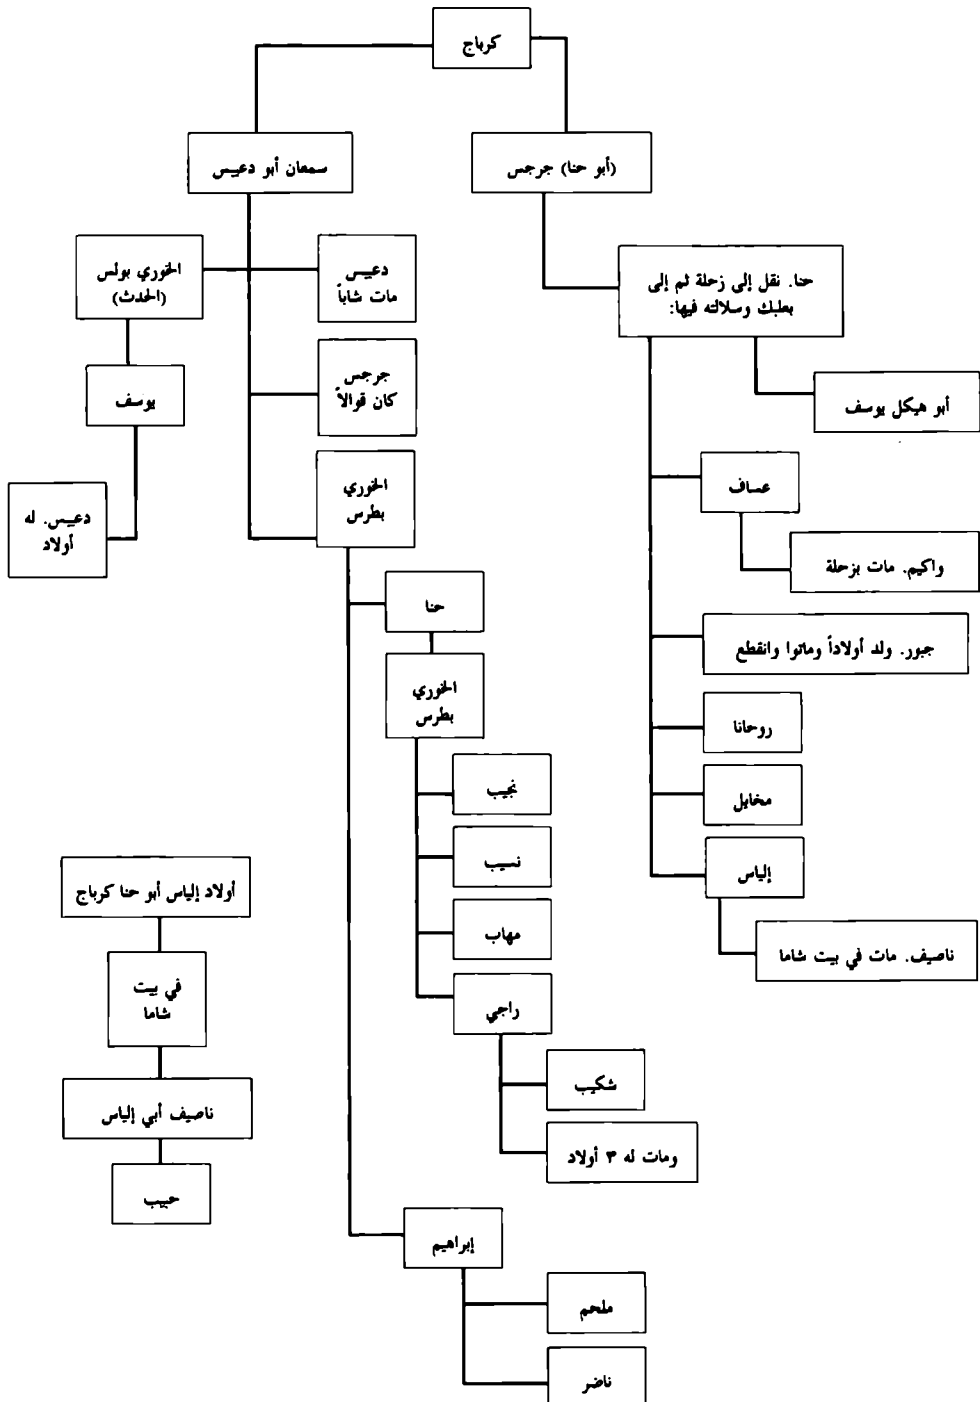 كرباج
(أبو حنا) جرجس
سمعان أبو دعيبس
حنا. نقل إلى زحلة ثم إلى
بعلبك وسلالته فيها:
أبو هيكل يوسف
عساف
واكيم. مات بزحلة
جبور. ولد أولاداً وماتوا وانقطع
روحانا
مخايل
إلياس
ناصيف. مات في بيت شاما
دعيبس
مات شاباً
الخوري بولس
(الحدث)
يوسف
دعيبس. له
أولاد
جرجس
كان قوالاً
الخوري
بطرس
حنا
الخوري
بطرس
نجيب
نسيب
مهاب
راجي
شكيب
ومات له ٣ أولاد
إبراهيم
ملحم
ناضر
أولاد إلياس أبو حنا كرباج
في بيت
شاما
ناصيف أبي إلياس
حبيب